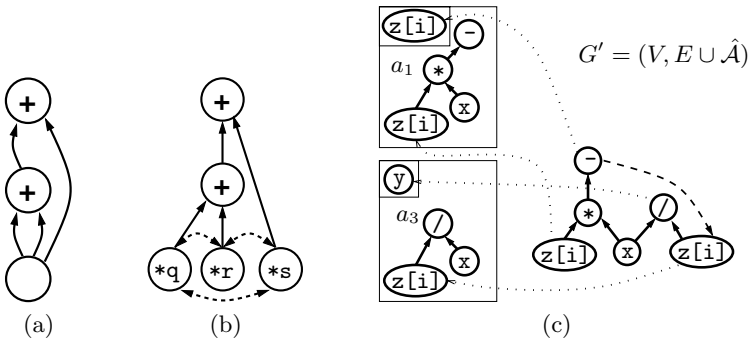 +
+
*q *r *s
(a)
(b)
z[i]
-
a₁
*
z[i]
x
y
a₃
/
z[i]
x
G′ = (V, E ∪ Â)
-
*
/
z[i]
x
z[i]
(c)